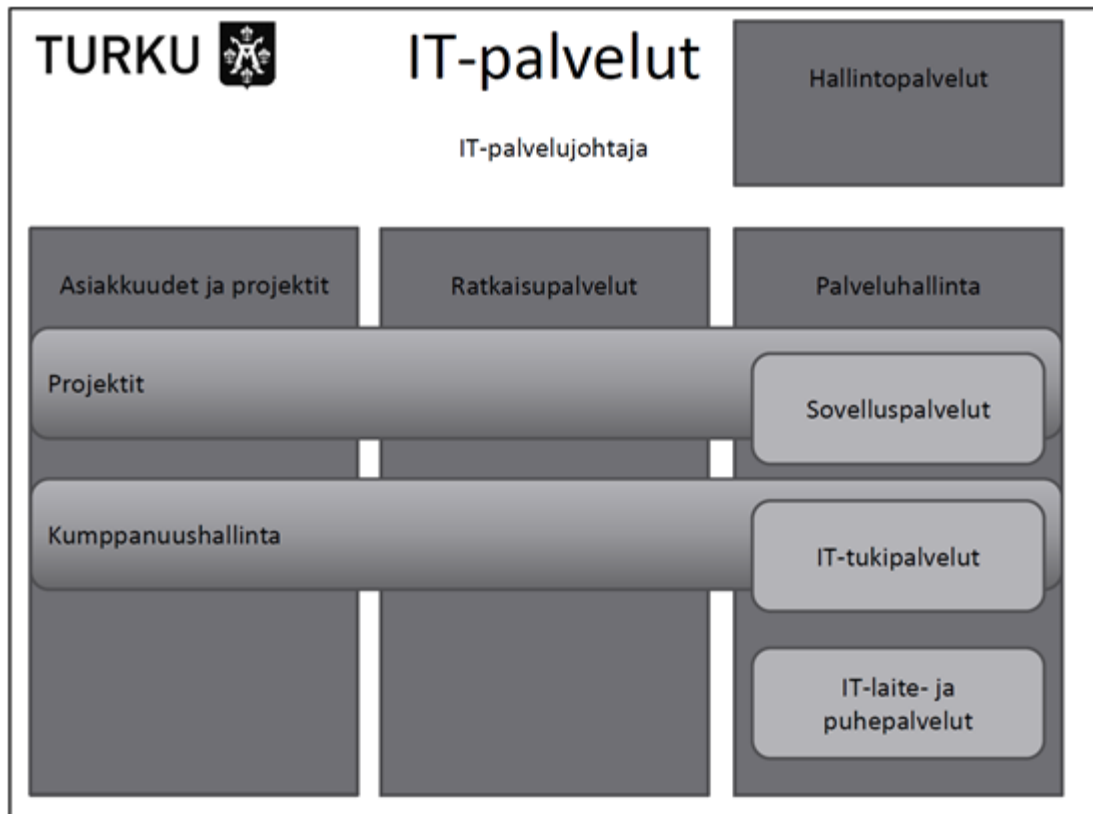 TURKU
IT-palvelut
IT-palvelujohtaja
Hallintopalvelut
Asiakkuudet ja projektit
Ratkaisupalvelut
Palveluhallinta
Projektit
Sovelluspalvelut
Kumppanuushallinta
IT-tukipalvelut
IT-laite- ja
puhepalvelut